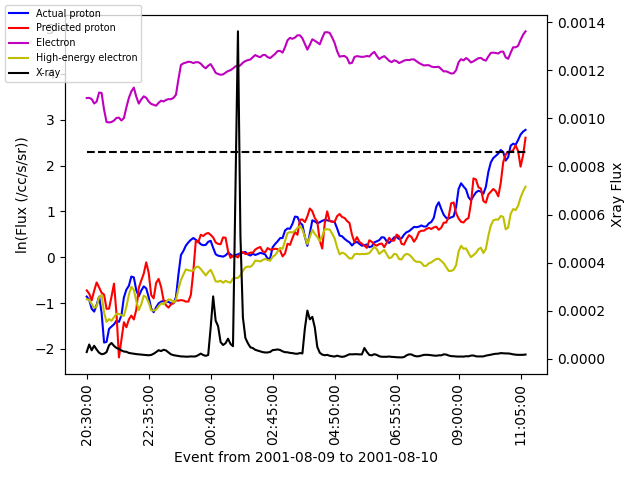 Actual proton
Predicted proton
Electron
High-energy electron
X-ray
3
2
1
0
−1
−2
ln(Flux (/cc/s/sr))
0.0014
0.0012
0.0010
0.0008
0.0006
0.0004
0.0002
0.0000
Xray Flux
20:30:00
22:35:00
00:40:00
02:45:00
04:50:00
06:55:00
09:00:00
11:05:00
Event from 2001-08-09 to 2001-08-10